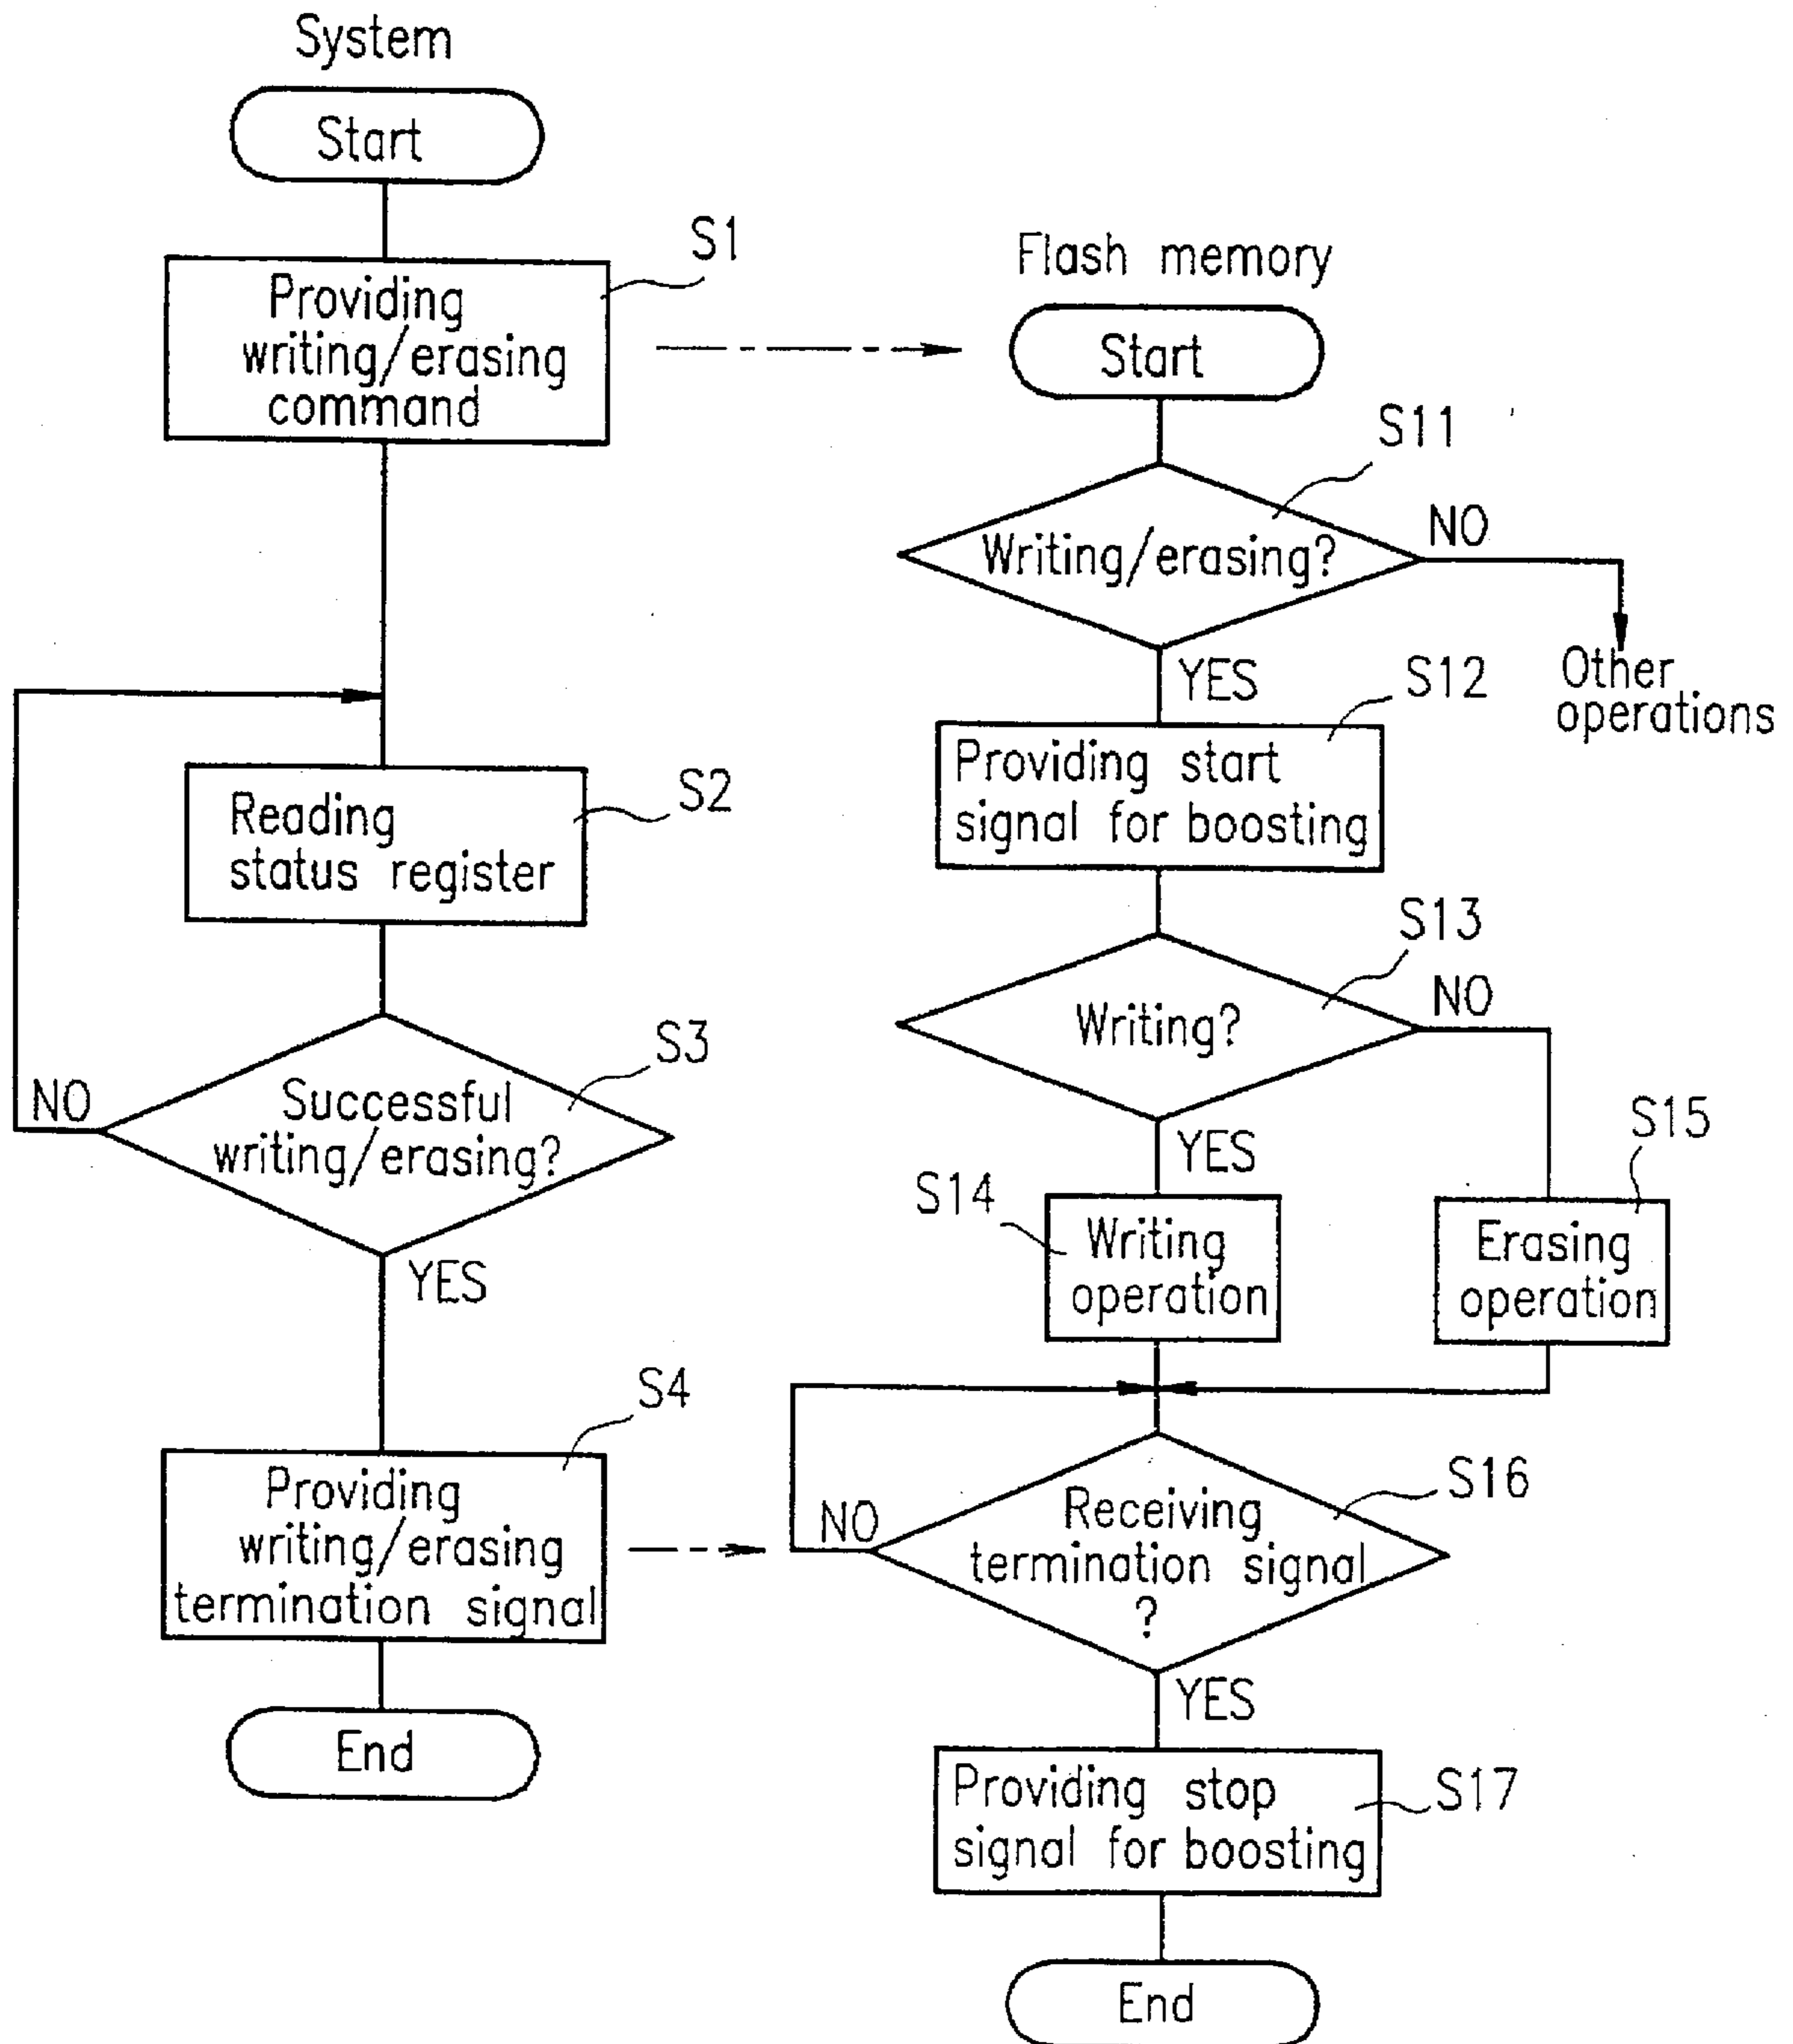 System
Start
S1
Providing
writing/erasing
command
S2
Reading
status register
S3
Successful
writing/erasing?
NO
YES
S4
Providing
writing/erasing
termination signal
End
Flash memory
Start
S11
Writing/erasing?
NO
Other
operations
YES
S12
Providing start
signal for boosting
S13
Writing?
NO
YES
S14
Writing
operation
S15
Erasing
operation
S16
Receiving
termination signal
?
NO
YES
S17
Providing stop
signal for boosting
End